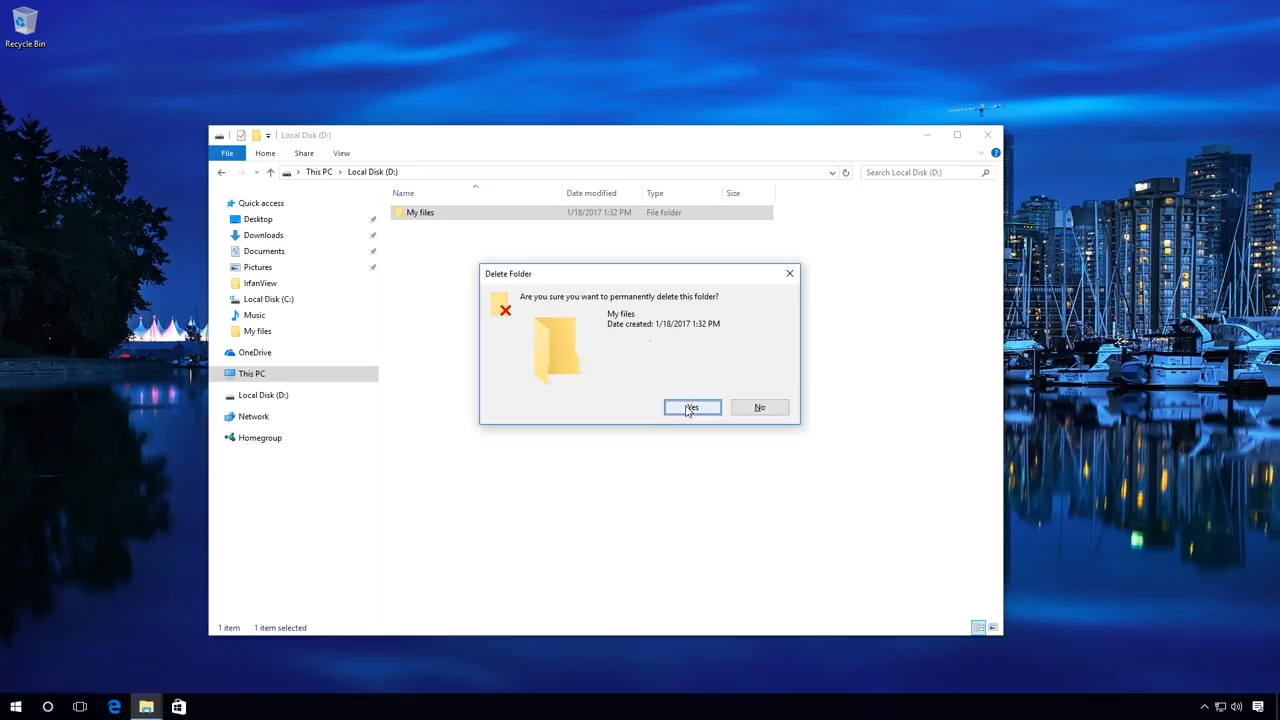 Recycle Bin
Local Disk (D:)
File Home Share View
This PC Local Disk (D:) Search Local Disk (D:)
Name Date modified Type Size
My files 1/18/2017 1:32 PM File folder
Quick access
Desktop
Downloads
Documents
Pictures
IrfanView
Local Disk (C:)
Music
My files
OneDrive
This PC
Local Disk (D:)
Network
Homegroup
Delete Folder
Are you sure you want to permanently delete this folder?
My files
Date created: 1/18/2017 1:32 PM
Yes No
1 item 1 item selected